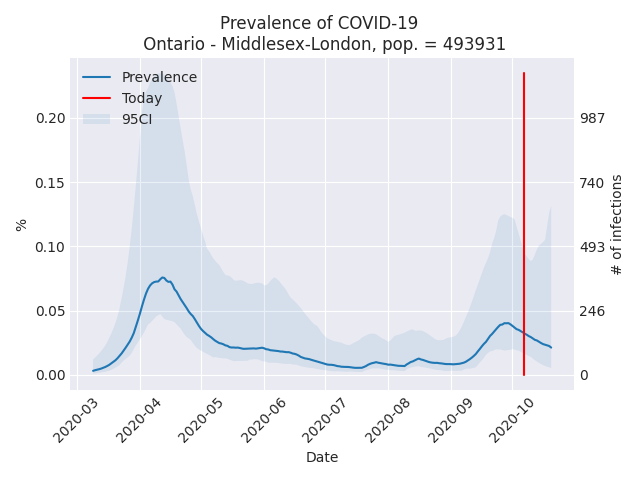 Prevalence of COVID-19
Ontario - Middlesex-London, pop. = 493931
Prevalence
Today
95CI
0.20
0.15
0.10
0.05
0.00
%
987
740
493
246
0
# of infections
2020-03
2020-04
2020-05
2020-06
2020-07
2020-08
2020-09
2020-10
Date